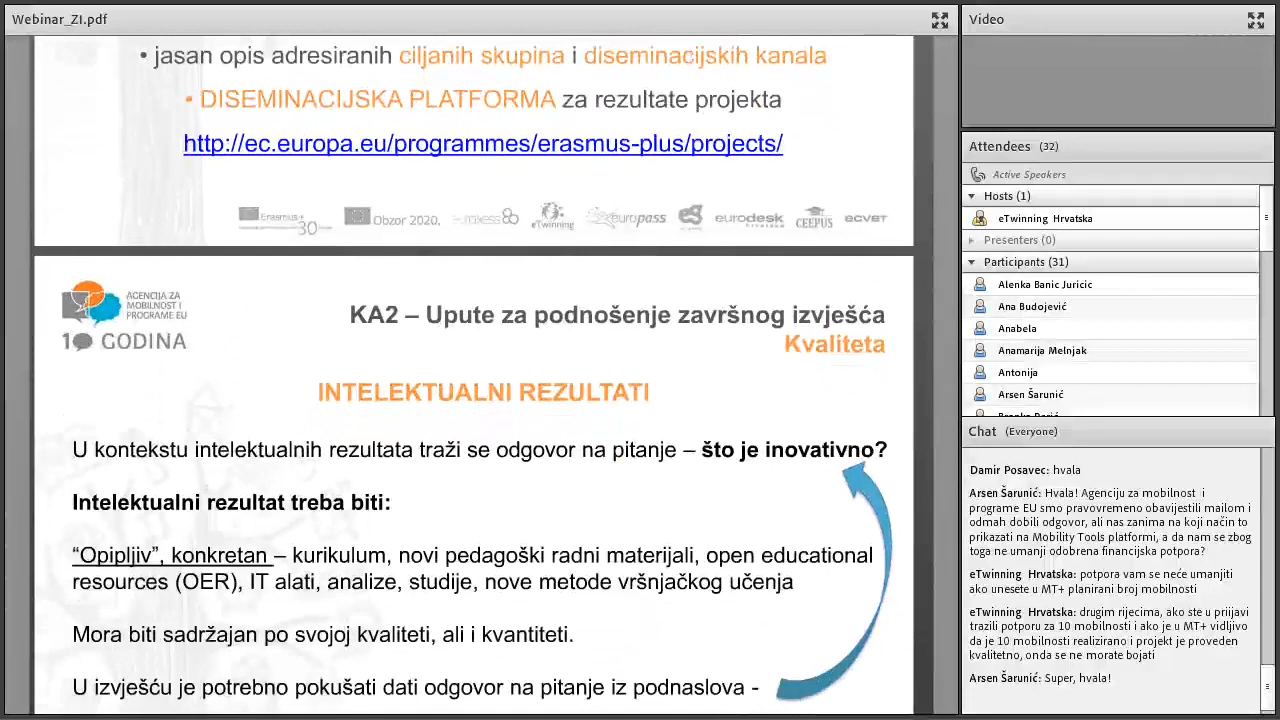 Webinar_ZI.pdf
• jasan opis adresiranih ciljanih skupina i diseminacijskih kanala
• DISEMINACIJSKA PLATFORMA za rezultate projekta
http://ec.europa.eu/programmes/erasmus-plus/projects/
Erasmus+
30
Obzor 2020.
eTwinning
europass
eurodesk
CEEPUS
ecvet
AGENCIJA ZA
MOBILNOST I
PROGRAME EU
10 GODINA
KA2 – Upute za podnošenje završnog izvješća
Kvaliteta
INTELEKTUALNI REZULTATI
U kontekstu intelektualnih rezultata traži se odgovor na pitanje – što je inovativno?
Intelektualni rezultat treba biti:
“Opipljiv”, konkretan – kurikulum, novi pedagoški radni materijali, open educational
resources (OER), IT alati, analize, studije, nove metode vršnjačkog učenja
Mora biti sadržajan po svojoj kvaliteti, ali i kvantiteti.
U izvješću je potrebno pokušati dati odgovor na pitanje iz podnaslova -
Video
Attendees (32)
Active Speakers
Hosts (1)
eTwinning Hrvatska
Presenters (0)
Participants (31)
Alenka Banic Juricic
Ana Budojević
Anabela
Anamarija Melnjak
Antonija
Arsen Šarunić
Chat (Everyone)
Damir Posavec: hvala
Arsen Šarunić: Hvala! Agenciju za mobilnost i
programe EU smo pravovremeno obavijestili mailom i
odmah dobili odgovor, ali nas zanima na koji način to
prikazati na Mobility Tools platformi, a da nam se zbog
toga ne umanji odobrena financijska potpora?
eTwinning Hrvatska: potpora vam se neće umanjiti
ako unesete u MT+ planirani broj mobilnosti
eTwinning Hrvatska: drugim rijecima, ako ste u prijavi
trazili potporu za 10 mobilnosti i ako je u MT+ vidljivo
da je 10 mobilnosti realizirano i projekt je proveden
kvalitetno, onda se ne morate bojati
Arsen Šarunić: Super, hvala!